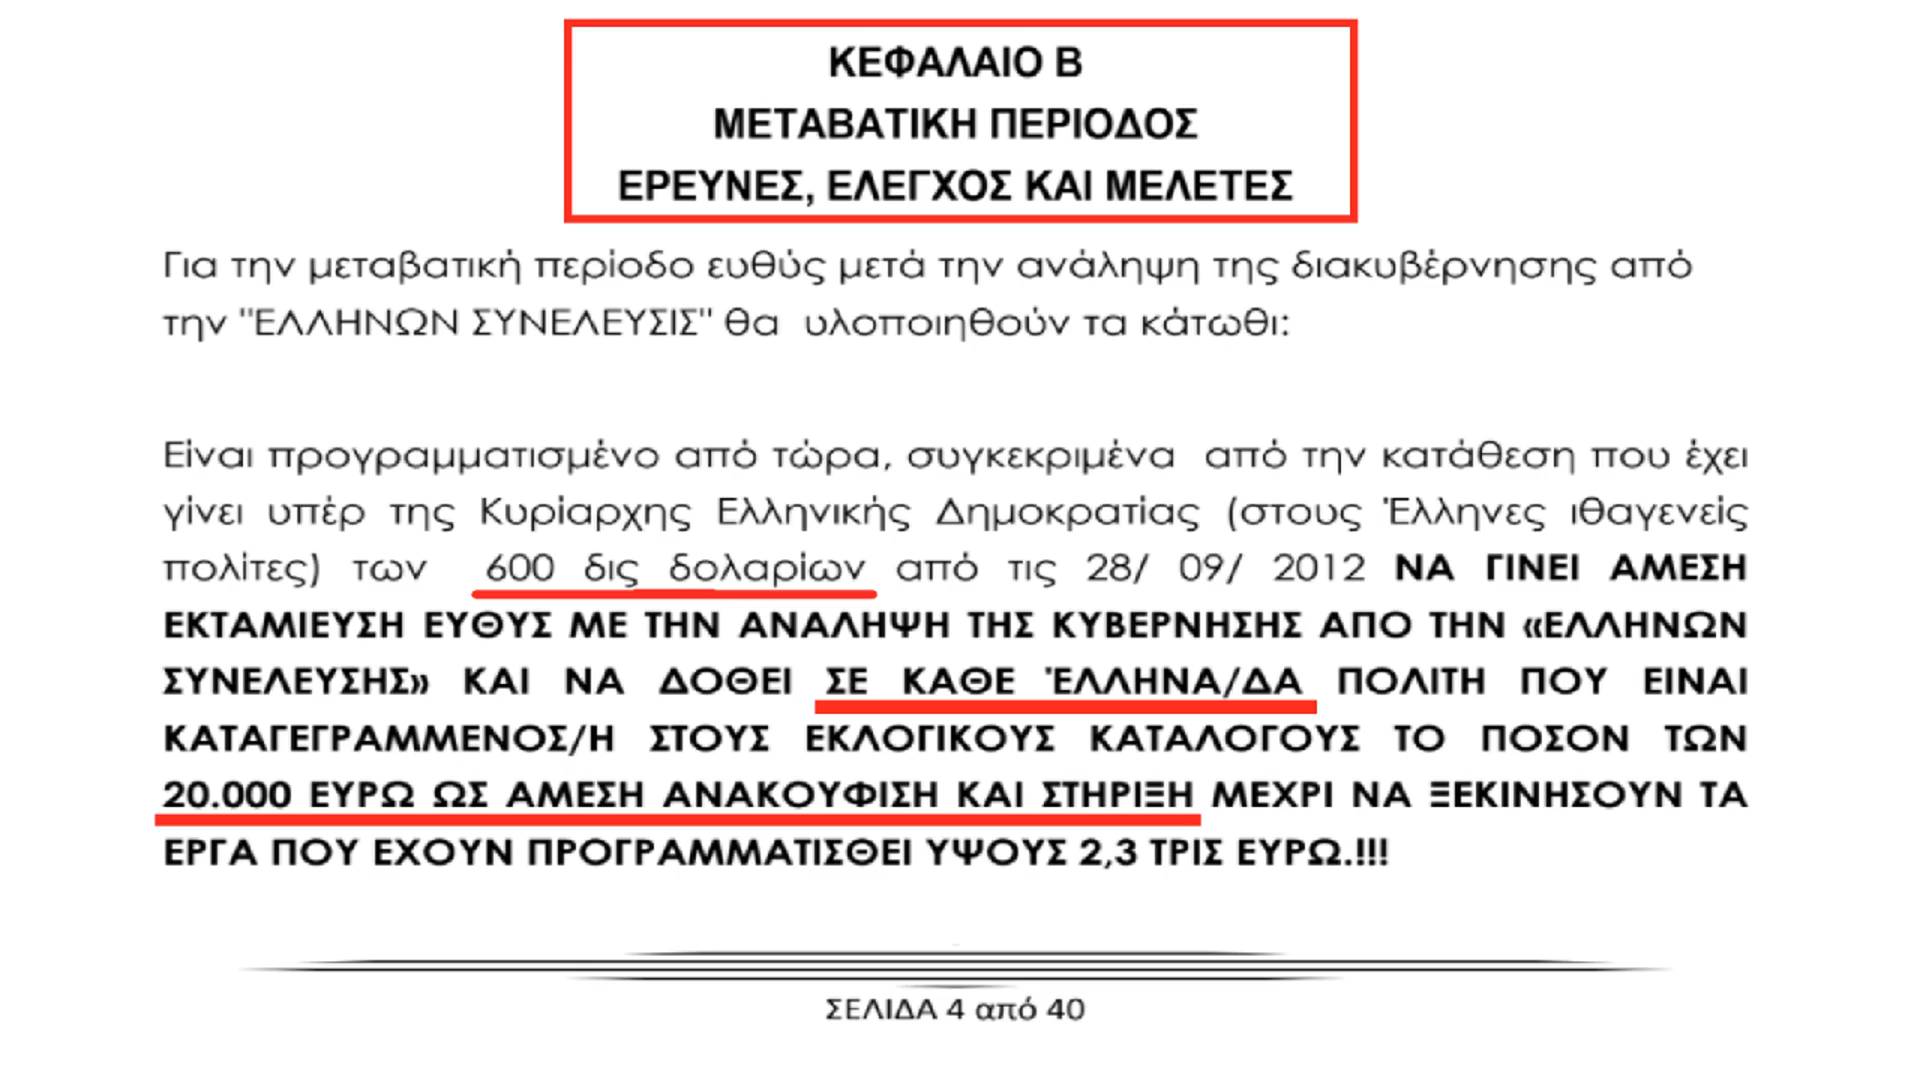 ΚΕΦΑΛΑΙΟ Β
ΜΕΤΑΒΑΤΙΚΗ ΠΕΡΙΟΔΟΣ
ΕΡΕΥΝΕΣ, ΕΛΕΓΧΟΣ ΚΑΙ ΜΕΛΕΤΕΣ
Για την μεταβατική περίοδο ευθύς μετά την ανάληψη της διακυβέρνησης από
την "ΕΛΛΗΝΩΝ ΣΥΝΕΛΕΥΣΙΣ" θα υλοποιηθούν τα κάτωθι:
Είναι προγραμματισμένο από τώρα, συγκεκριμένα από την κατάθεση που έχει
γίνει υπέρ της Κυρίαρχης Ελληνικής Δημοκρατίας (στους Έλληνες ιθαγενείς
πολίτες) των 600 δις δολαρίων από τις 28/ 09/ 2012 ΝΑ ΓΙΝΕΙ ΑΜΕΣΗ
ΕΚΤΑΜΙΕΥΣΗ ΕΥΘΥΣ ΜΕ ΤΗΝ ΑΝΑΛΗΨΗ ΤΗΣ ΚΥΒΕΡΝΗΣΗΣ ΑΠΟ ΤΗΝ «ΕΛΛΗΝΩΝ
ΣΥΝΕΛΕΥΣΗΣ» ΚΑΙ ΝΑ ΔΟΘΕΙ ΣΕ ΚΑΘΕ ΈΛΛΗΝΑ/ΔΑ ΠΟΛΙΤΗ ΠΟΥ ΕΙΝΑΙ
ΚΑΤΑΓΕΓΡΑΜΜΕΝΟΣ/Η ΣΤΟΥΣ ΕΚΛΟΓΙΚΟΥΣ ΚΑΤΑΛΟΓΟΥΣ ΤΟ ΠΟΣΟΝ ΤΩΝ
20.000 ΕΥΡΩ ΩΣ ΑΜΕΣΗ ΑΝΑΚΟΥΦΙΣΗ ΚΑΙ ΣΤΗΡΙΞΗ ΜΕΧΡΙ ΝΑ ΞΕΚΙΝΗΣΟΥΝ ΤΑ
ΕΡΓΑ ΠΟΥ ΕΧΟΥΝ ΠΡΟΓΡΑΜΜΑΤΙΣΘΕΙ ΥΨΟΥΣ 2,3 ΤΡΙΣ ΕΥΡΩ.!!!
ΣΕΛΙΔΑ 4 από 40